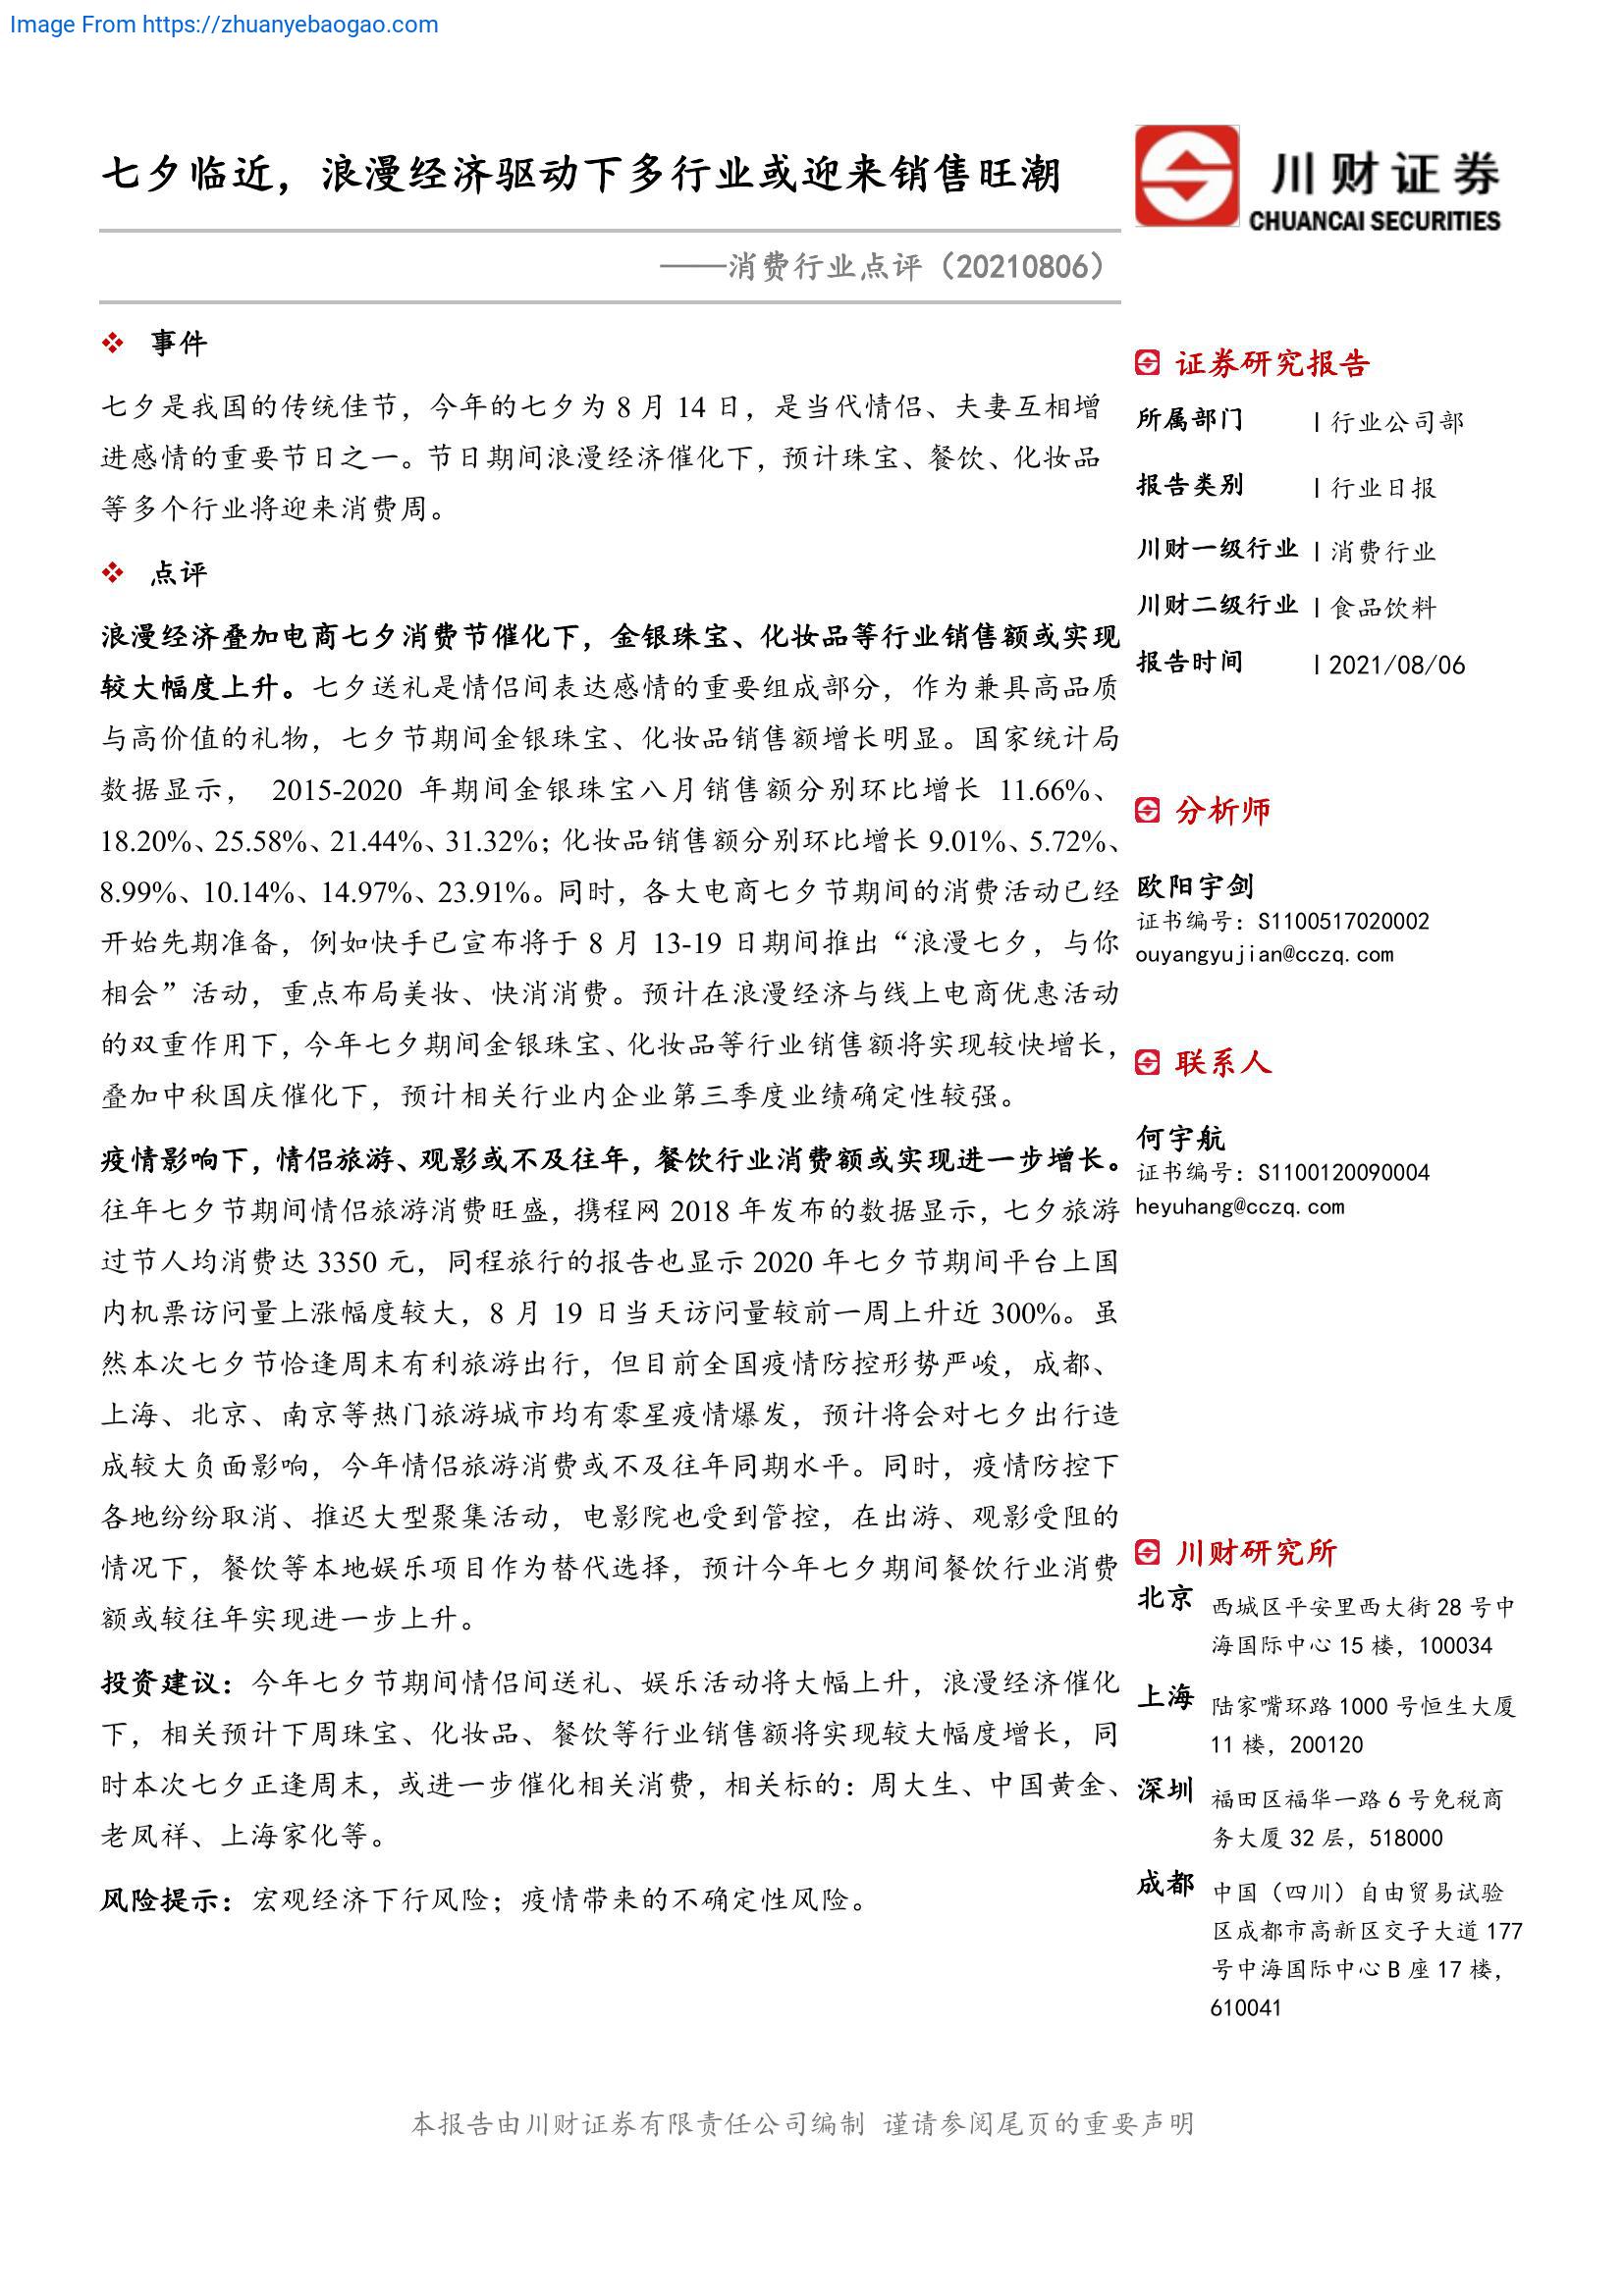 Image From https://zhuanyebaogao.com
七夕临近，浪漫经济驱动下多行业或迎来销售旺潮
川财证券
CHUANCAI SECURITIES
——消费行业点评（20210806）
❖ 事件
七夕是我国的传统佳节，今年的七夕为 8 月 14 日，是当代情侣、夫妻互相增
进感情的重要节日之一。节日期间浪漫经济催化下，预计珠宝、餐饮、化妆品
等多个行业将迎来消费周。
❖ 点评
浪漫经济叠加电商七夕消费节催化下，金银珠宝、化妆品等行业销售额或实现
较大幅度上升。七夕送礼是情侣间表达感情的重要组成部分，作为兼具高品质
与高价值的礼物，七夕节期间金银珠宝、化妆品销售额增长明显。国家统计局
数据显示， 2015-2020 年期间金银珠宝八月销售额分别环比增长 11.66%、
18.20%、25.58%、21.44%、31.32%；化妆品销售额分别环比增长 9.01%、5.72%、
8.99%、10.14%、14.97%、23.91%。同时，各大电商七夕节期间的消费活动已经
开始先期准备，例如快手已宣布将于 8 月 13-19 日期间推出“浪漫七夕，与你
相会”活动，重点布局美妆、快消消费。预计在浪漫经济与线上电商优惠活动
的双重作用下，今年七夕期间金银珠宝、化妆品等行业销售额将实现较快增长，
叠加中秋国庆催化下，预计相关行业内企业第三季度业绩确定性较强。
疫情影响下，情侣旅游、观影或不及往年，餐饮行业消费额或实现进一步增长。
往年七夕节期间情侣旅游消费旺盛，携程网 2018 年发布的数据显示，七夕旅游
过节人均消费达 3350 元，同程旅行的报告也显示 2020 年七夕节期间平台上国
内机票访问量上涨幅度较大，8 月 19 日当天访问量较前一周上升近 300%。虽
然本次七夕节恰逢周末有利旅游出行，但目前全国疫情防控形势严峻，成都、
上海、北京、南京等热门旅游城市均有零星疫情爆发，预计将会对七夕出行造
成较大负面影响，今年情侣旅游消费或不及往年同期水平。同时，疫情防控下
各地纷纷取消、推迟大型聚集活动，电影院也受到管控，在出游、观影受阻的
情况下，餐饮等本地娱乐项目作为替代选择，预计今年七夕期间餐饮行业消费
额或较往年实现进一步上升。
投资建议：今年七夕节期间情侣间送礼、娱乐活动将大幅上升，浪漫经济催化
下，相关预计下周珠宝、化妆品、餐饮等行业销售额将实现较大幅度增长，同
时本次七夕正逢周末，或进一步催化相关消费，相关标的：周大生、中国黄金、
老凤祥、上海家化等。
风险提示：宏观经济下行风险；疫情带来的不确定性风险。
证券研究报告
所属部门 | 行业公司部
报告类别 | 行业日报
川财一级行业 | 消费行业
川财二级行业 | 食品饮料
报告时间 | 2021/08/06
分析师
欧阳宇剑
证书编号：S1100517020002
ouyangyujian@cczq.com
联系人
何宇航
证书编号：S1100120090004
heyuhang@cczq.com
川财研究所
北京 西城区平安里西大街 28 号中
海国际中心 15 楼，100034
上海 陆家嘴环路 1000 号恒生大厦
11 楼，200120
深圳 福田区福华一路 6 号免税商
务大厦 32 层，518000
成都 中国（四川）自由贸易试验
区成都市高新区交子大道 177
号中海国际中心 B 座 17 楼，
610041
本报告由川财证券有限责任公司编制 谨请参阅尾页的重要声明